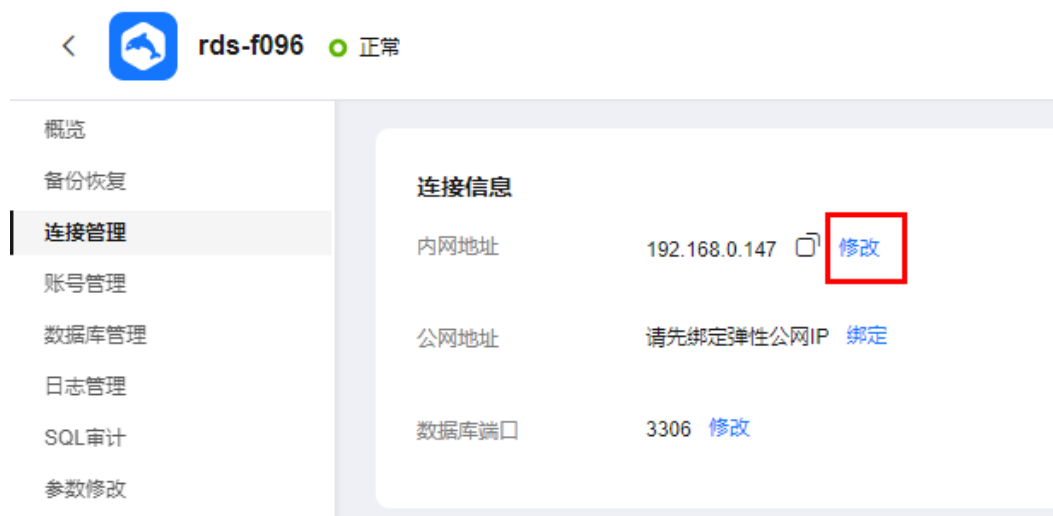 rds-f096 正常
概览
备份恢复
连接管理
账号管理
数据库管理
日志管理
SQL审计
参数修改
连接信息
内网地址 192.168.0.147 修改
公网地址 请先绑定弹性公网IP 绑定
数据库端口 3306 修改